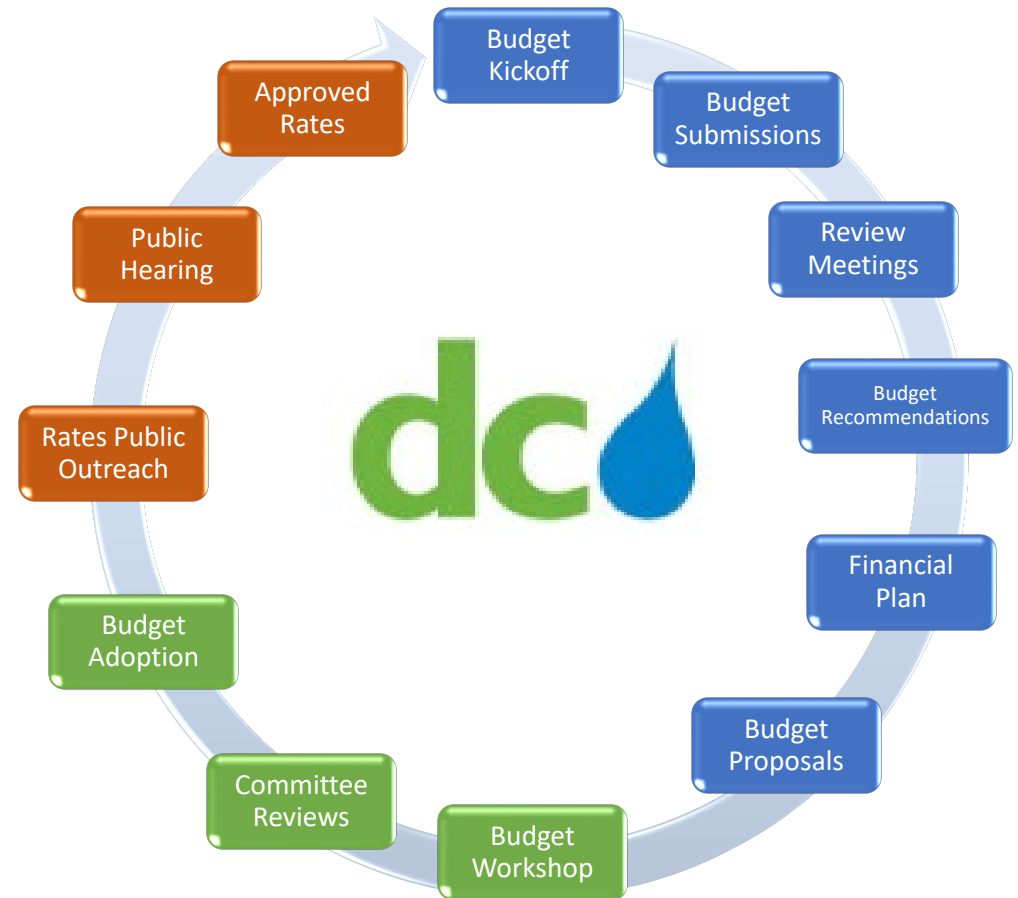 Budget
Kickoff
Budget
Submissions
Review
Meetings
Budget
Recommendations
Financial
Plan
Budget
Proposals
Budget
Workshop
Committee
Reviews
Budget
Adoption
Rates Public
Outreach
Public
Hearing
Approved
Rates
dc